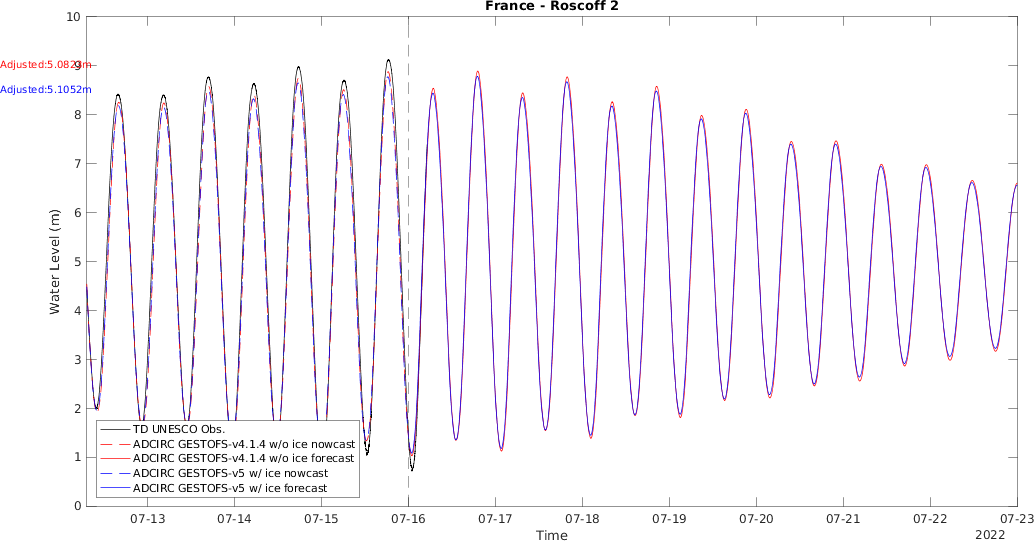 France - Roscoff 2
10
9
8
7
6
5
4
3
2
1
0
Adjusted:5.0823m
Adjusted:5.1052m
Water Level (m)
TD UNESCO Obs.
ADCIRC GESTOFS-v4.1.4 w/o ice nowcast
ADCIRC GESTOFS-v4.1.4 w/o ice forecast
ADCIRC GESTOFS-v5 w/ ice nowcast
ADCIRC GESTOFS-v5 w/ ice forecast
07-13 07-14 07-15 07-16 07-17 07-18 07-19 07-20 07-21 07-22 07-23
Time
2022